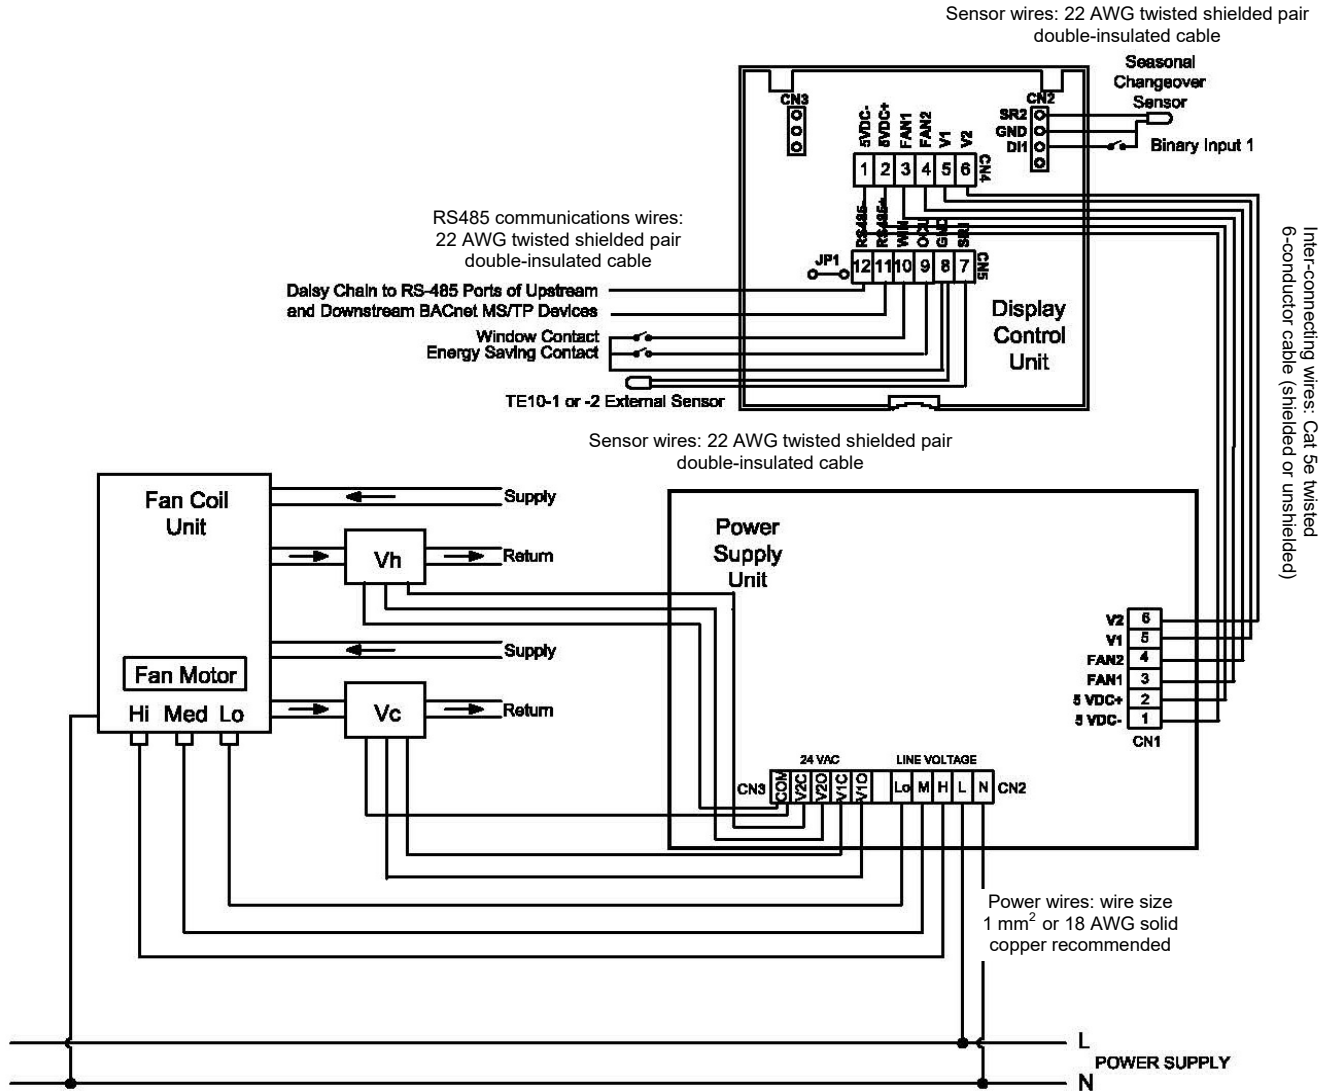 Sensor wires: 22 AWG twisted shielded pair
double-insulated cable
Seasonal
Changeover
Sensor
CN3
CN2
SR2
GND
DI1
Binary Input 1
5VDC-
5VDC+
FAN1
FAN2
V1
V2
1 2 3 4 5 6
CN4
RS485-
RS485+
WIN
OCU
GND
SR1
JP1
12 11 10 9 8 7
CN5
RS485 communications wires:
22 AWG twisted shielded pair
double-insulated cable
Daisy Chain to RS-485 Ports of Upstream
and Downstream BACnet MS/TP Devices
Window Contact
Energy Saving Contact
TE10-1 or -2 External Sensor
Display
Control
Unit
Inter-connecting wires: Cat 5e twisted
6-conductor cable (shielded or unshielded)
Sensor wires: 22 AWG twisted shielded pair
double-insulated cable
Fan Coil
Unit
Supply
Vh
Return
Supply
Fan Motor
Hi Med Lo
Vc
Return
Power
Supply
Unit
V2 6
V1 5
FAN2 4
FAN1 3
5 VDC+ 2
5 VDC- 1
CN1
24 VAC
LINE VOLTAGE
CN3
COM
V2C
V2O
V1C
V1O
Lo M H L N
CN2
Power wires: wire size
1 mm² or 18 AWG solid
copper recommended
L
POWER SUPPLY
N